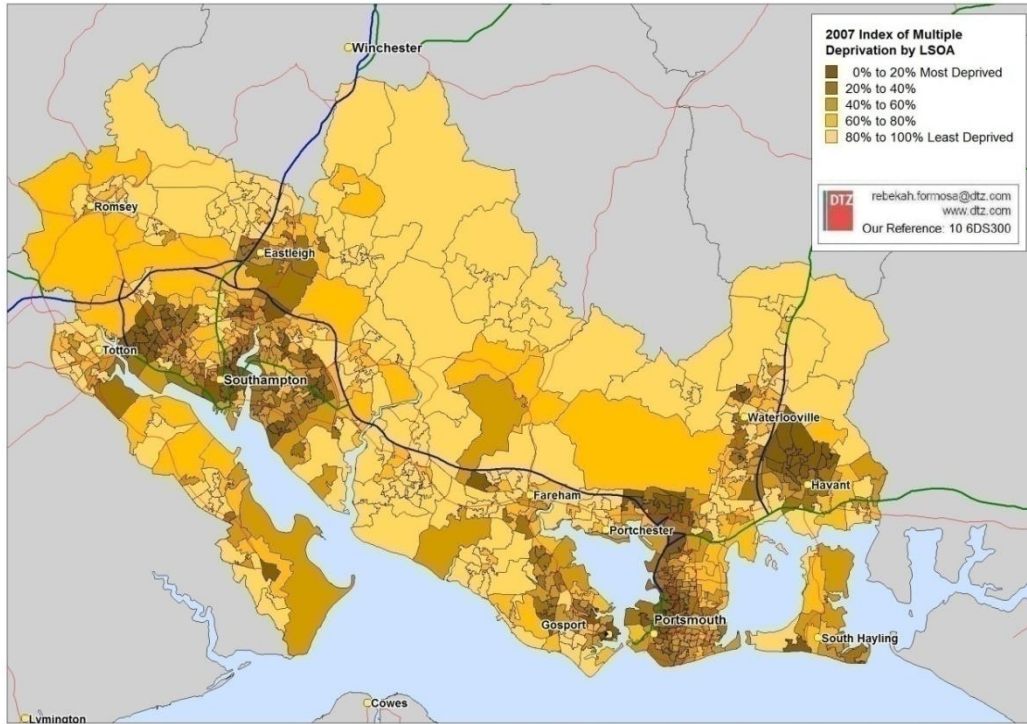 Winchester
2007 Index of Multiple
Deprivation by LSOA
0% to 20% Most Deprived
20% to 40%
40% to 60%
60% to 80%
80% to 100% Least Deprived
DTZ
rebekah.formosa@dtz.com
www.dtz.com
Our Reference: 10 6DS300
Romsey
Eastleigh
Totton
Southampton
Waterlooville
Havant
Fareham
Portchester
Gosport
Portsmouth
South Hayling
Cowes
Lymington